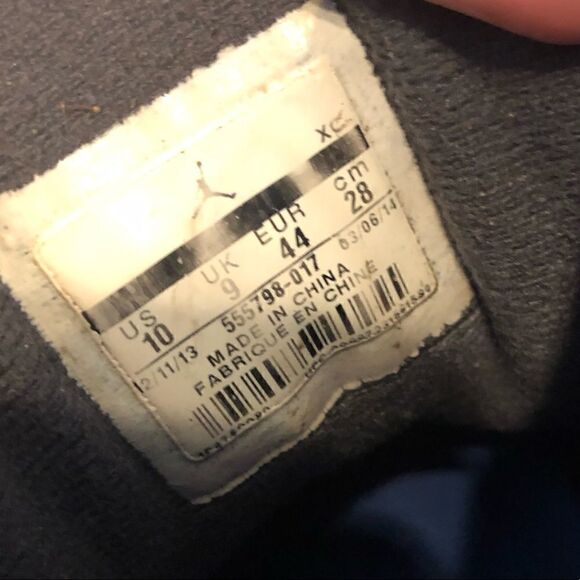 XC
US UK EUR cm
10 9 44 28
555798-017
2/11/13 03/06/14
MADE IN CHINA
FABRIQUE EN CHINE